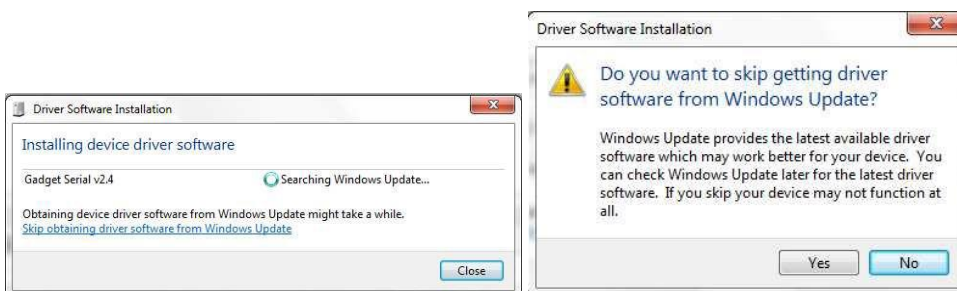 Driver Software Installation
Installing device driver software
Gadget Serial v2.4
Searching Windows Update...
Obtaining device driver software from Windows Update might take a while.
Skip obtaining driver software from Windows Update
Close
Driver Software Installation
Do you want to skip getting driver
software from Windows Update?
Windows Update provides the latest available driver
software which may work better for your device. You
can check Windows Update later for the latest driver
software. If you skip your device may not function at
all.
Yes
No